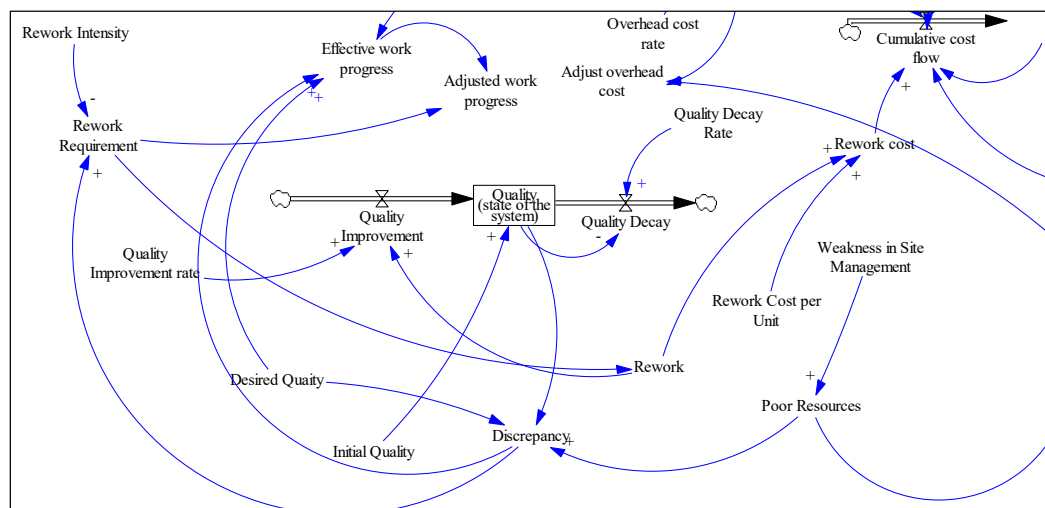 Rework Intensity
Effective work
progress
Overhead cost
rate
Cumulative cost
flow
Adjusted work
progress
Adjust overhead
cost
+
+
+
-
Rework
Requirement
+
Quality Decay
Rate
+
Rework cost
+
+
Quality
(state of the
system)
Quality
Improvement
+
+
+
-
Quality Decay
Quality
Improvement rate
Weakness in Site
Management
Rework Cost per
Unit
Rework
Desired Quaity
+
Poor Resources
Discrepancy
+
Initial Quality